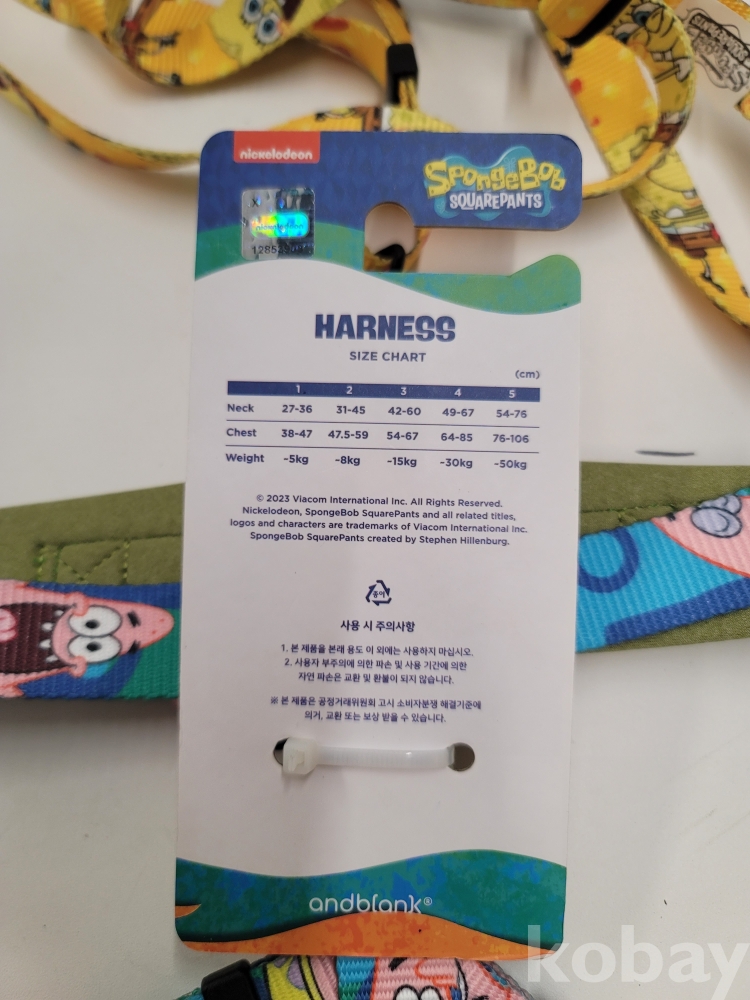 nickelodeon
SpongeBob
SQUAREPANTS
nickelodeon
HARNESS
SIZE CHART
(cm)
1 2 3 4 5
Neck 27-36 31-45 42-60 49-67 54-76
Chest 38-47 47.5-59 54-67 64-85 76-106
Weight ~5kg ~8kg ~15kg ~30kg ~50kg
© 2023 Viacom International Inc. All Rights Reserved.
Nickelodeon, SpongeBob SquarePants and all related titles,
logos and characters are trademarks of Viacom International Inc.
SpongeBob SquarePants created by Stephen Hillenburg.
종이
사용 시 주의사항
1. 본 제품을 본래 용도 이 외에는 사용하지 마십시오.
2. 사용자 부주의에 의한 파손 및 사용 기간에 의한
자연 파손은 교환 및 환불이 되지 않습니다.
※ 본 제품은 공정거래위원회 고시 소비자분쟁 해결기준에
의거, 교환 또는 보상 받을 수 있습니다.
andblank®
kobay